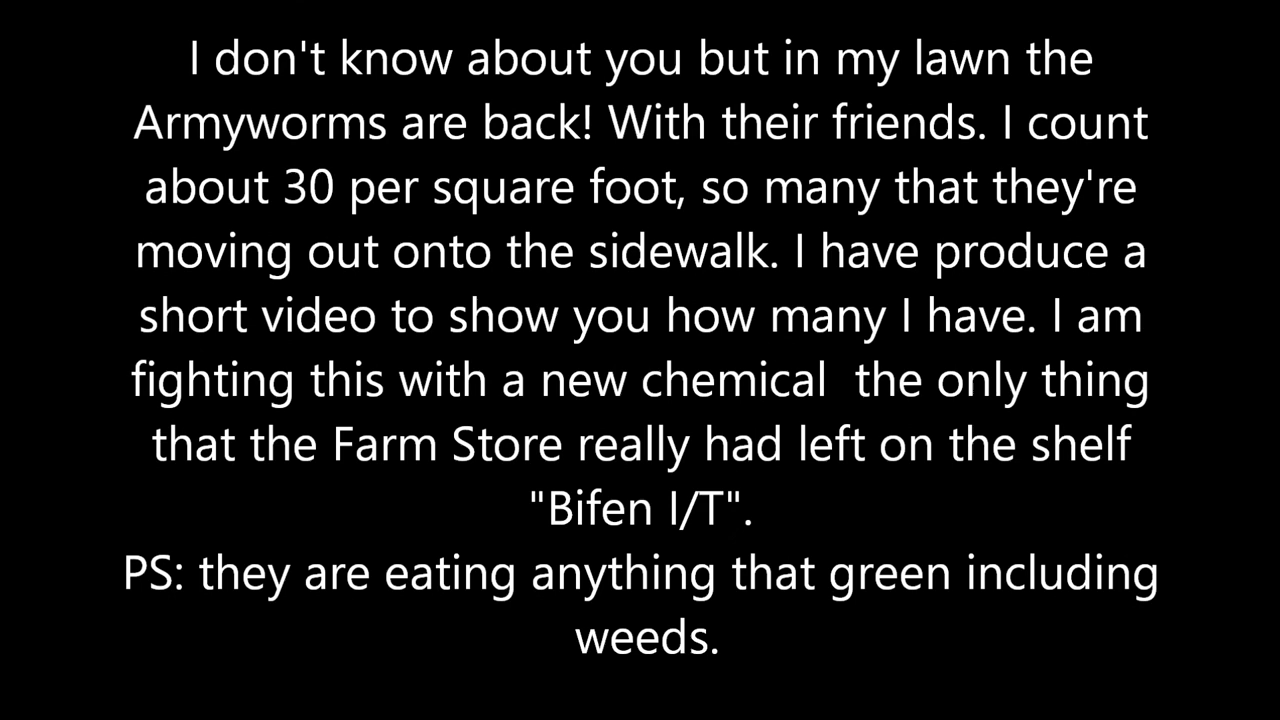 I don't know about you but in my lawn the
Armyworms are back! With their friends. I count
about 30 per square foot, so many that they're
moving out onto the sidewalk. I have produce a
short video to show you how many I have. I am
fighting this with a new chemical  the only thing
that the Farm Store really had left on the shelf
"Bifen I/T".
PS: they are eating anything that green including
weeds.